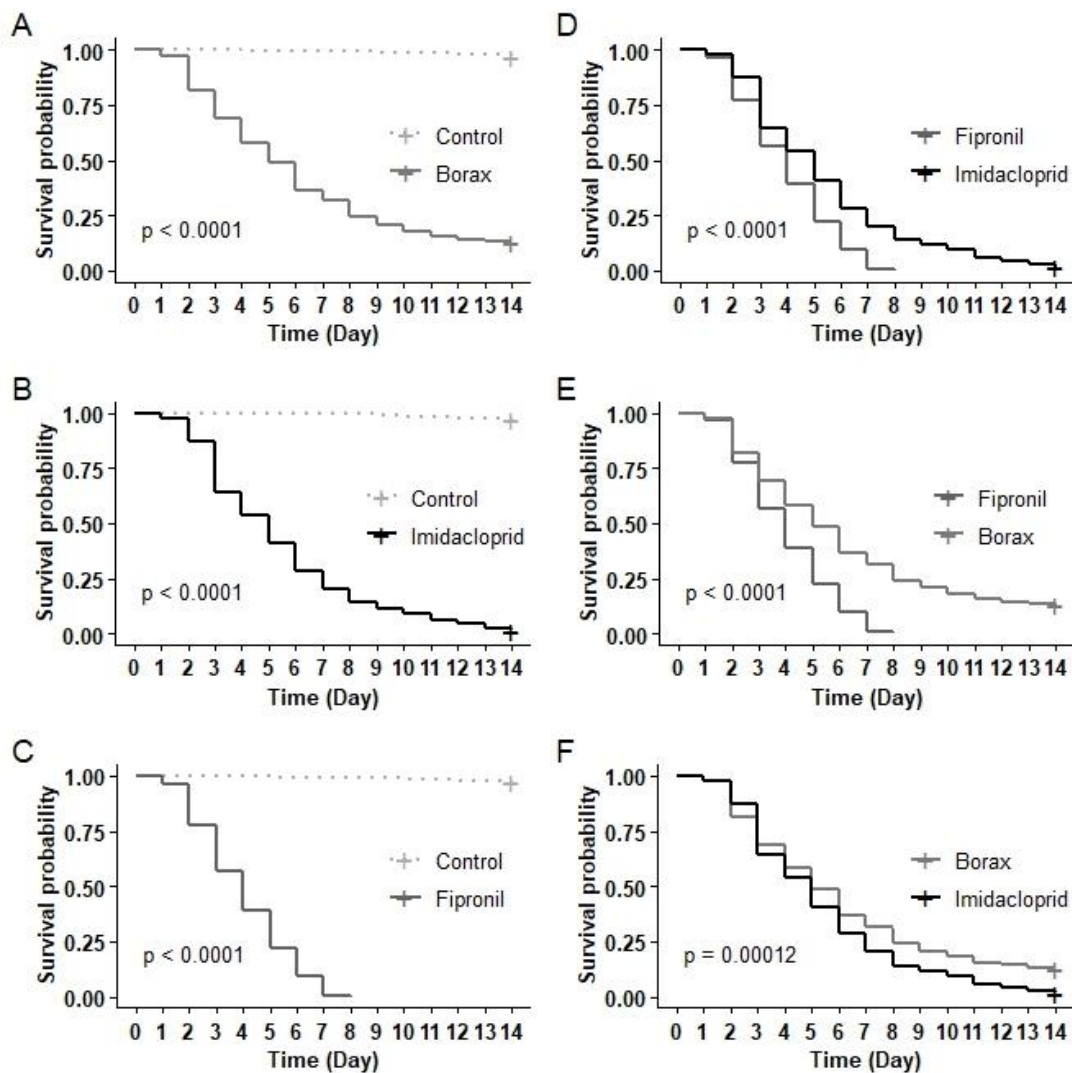 A
Survival probability
1.00
0.75
0.50
0.25
0.00
Control
Borax
p < 0.0001
0 1 2 3 4 5 6 7 8 9 10 11 12 13 14
Time (Day)
B
Survival probability
1.00
0.75
0.50
0.25
0.00
Control
Imidacloprid
p < 0.0001
0 1 2 3 4 5 6 7 8 9 10 11 12 13 14
Time (Day)
C
Survival probability
1.00
0.75
0.50
0.25
0.00
Control
Fipronil
p < 0.0001
0 1 2 3 4 5 6 7 8 9 10 11 12 13 14
Time (Day)
D
Survival probability
1.00
0.75
0.50
0.25
0.00
Fipronil
Imidacloprid
p < 0.0001
0 1 2 3 4 5 6 7 8 9 10 11 12 13 14
Time (Day)
E
Survival probability
1.00
0.75
0.50
0.25
0.00
Fipronil
Borax
p < 0.0001
0 1 2 3 4 5 6 7 8 9 10 11 12 13 14
Time (Day)
F
Survival probability
1.00
0.75
0.50
0.25
0.00
Borax
Imidacloprid
p = 0.00012
0 1 2 3 4 5 6 7 8 9 10 11 12 13 14
Time (Day)